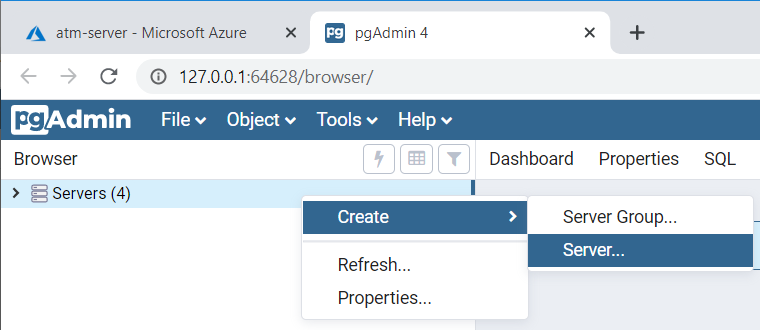 atm-server - Microsoft Azure
pgAdmin 4
127.0.0.1:64628/browser/
pgAdmin File Object Tools Help
Browser
Dashboard Properties SQL
Servers (4)
Create
Server Group...
Server...
Refresh...
Properties...